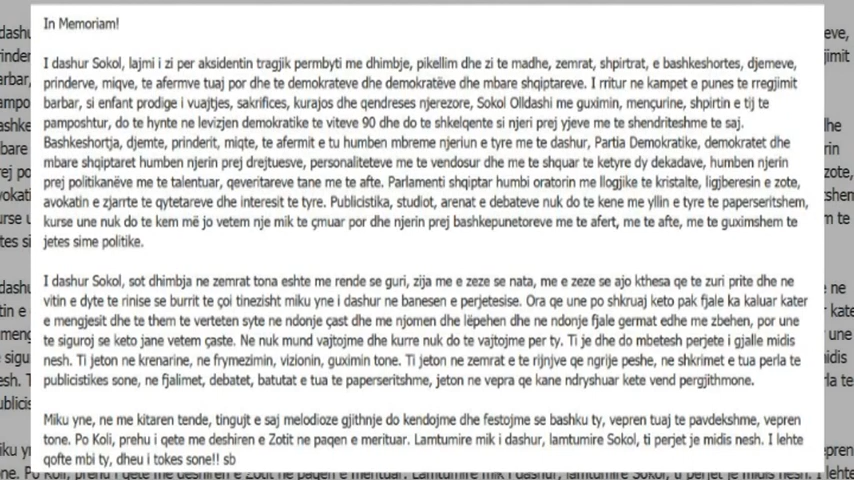 In Memoriam!
I dashur Sokol, lajmi i zi per aksidentin tragjik permbyti me dhimbje, pikellim dhe zi te madhe, zemrat, shpirtrat, e bashkeshortes, djemeve,
prinderve, miqve, te afermve tuaj por dhe te demokrateve dhe demokratëve dhe mbare shqiptareve. I rritur ne kampet e punes te rregjimit
barbar, si enfant prodige i vuajtjes, sakrifices, kurajos dhe qendreses njerezore, Sokol Olldashi me guximin, mençurine, shpirtin e tij te
pamposhtur, do te hynte ne levizjen demokratike te viteve 90 dhe do te shkelqente si njeri prej yjeve me te shendriteshme te saj.
Bashkeshortja, djemte, prinderit, miqte, te afermit e tu humben mbreme njeriun e tyre me te dashur, Partia Demokratike, demokratet dhe
mbare shqiptaret humben njerin prej drejtuesve, personaliteteve me te vendosur dhe me te shquar te ketyre dy dekadave, humben njerin
prej politikanëve me te talentuar, qeveritareve tane me te afte. Parlamenti shqiptar humbi oratorin me llogjike te kristalte, ligjberesin e zote,
avokatin e zjarrte te qytetareve dhe interesit te tyre. Publicistika, studiot, arenat e debateve nuk do te kene me yllin e tyre te paperseritshem,
kurse une nuk do te kem më jo vetem nje mik te çmuar por dhe njerin prej bashkepunetoreve me te afert, me te afte, me te guximshem te
jetes sime politike.
I dashur Sokol, sot dhimbja ne zemrat tona eshte me rende se guri, zija me e zeze se nata, me e zeze se ajo kthesa qe te zuri prite dhe ne
vitin e dyte te rinise se burrit te çoi tinezisht miku yne i dashur ne banesen e perjetesise. Ora qe une po shkruaj keto pak fjale ka kaluar kater
e mengjesit dhe te them te verteten syte ne ndonje çast dhe me njomen dhe lëpehen dhe ne ndonje fjale germat edhe me zbehen, por une
te siguroj se keto jane vetem çaste. Ne nuk mund vajtojme dhe kurre nuk do te vajtojme per ty. Ti je dhe do mbetesh perjete i gjalle midis
nesh. Ti jeton ne krenarine, ne frymezimin, vizionin, guximin tone. Ti jeton ne zemrat e te rijnjve qe ngrije peshe, ne shkrimet e tua perla te
publicistikes sone, ne fjalimet, debatet, batutat e tua te paperseritshme, jeton ne vepra qe kane ndryshuar kete vend pergjithmone.
Miku yne, ne me kitaren tende, tingujt e saj melodioze gjithnje do kendojme dhe festojme se bashku ty, vepren tuaj te pavdekshme, vepren
tone. Po Koli, prehu i qete me deshiren e Zotit ne paqen e merituar. Lamtumire mik i dashur, lamtumire Sokol, ti perjet je midis nesh. I lehte
qofte mbi ty, dheu i tokes sone!! sb